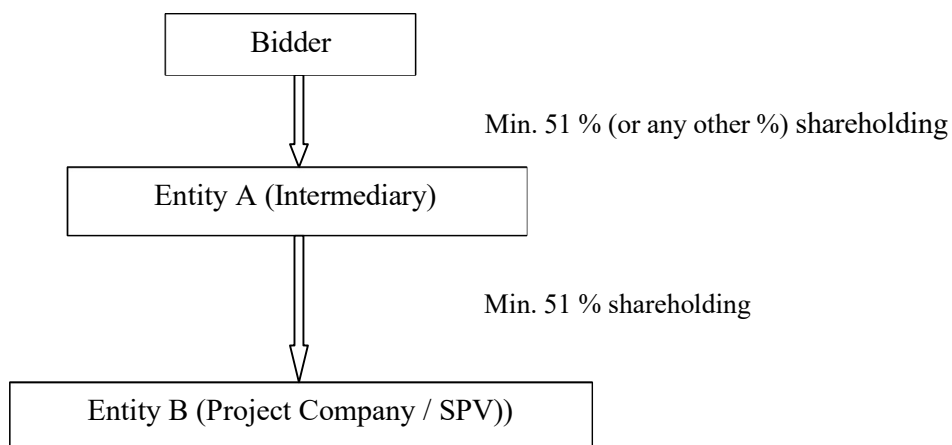 Bidder
Min. 51 % (or any other %) shareholding
Entity A (Intermediary)
Min. 51 % shareholding
Entity B (Project Company / SPV))